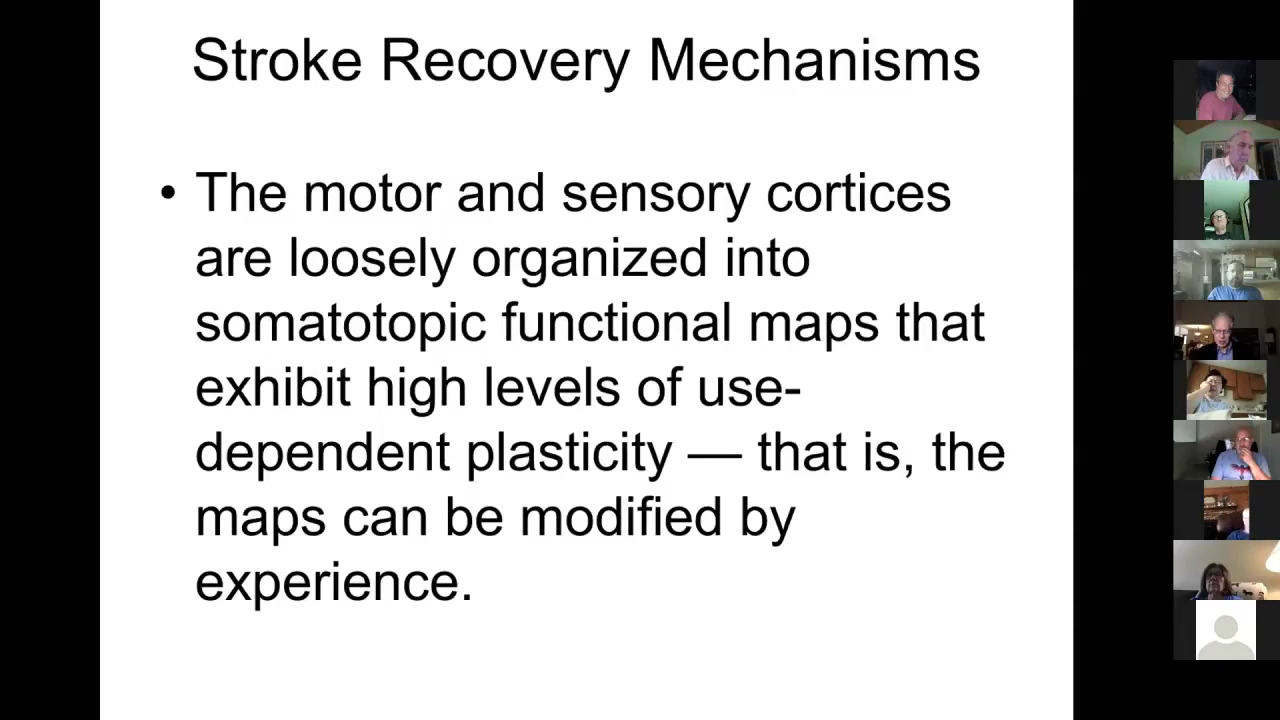 Stroke Recovery Mechanisms
• The motor and sensory cortices
are loosely organized into
somatotopic functional maps that
exhibit high levels of use-
dependent plasticity — that is, the
maps can be modified by
experience.